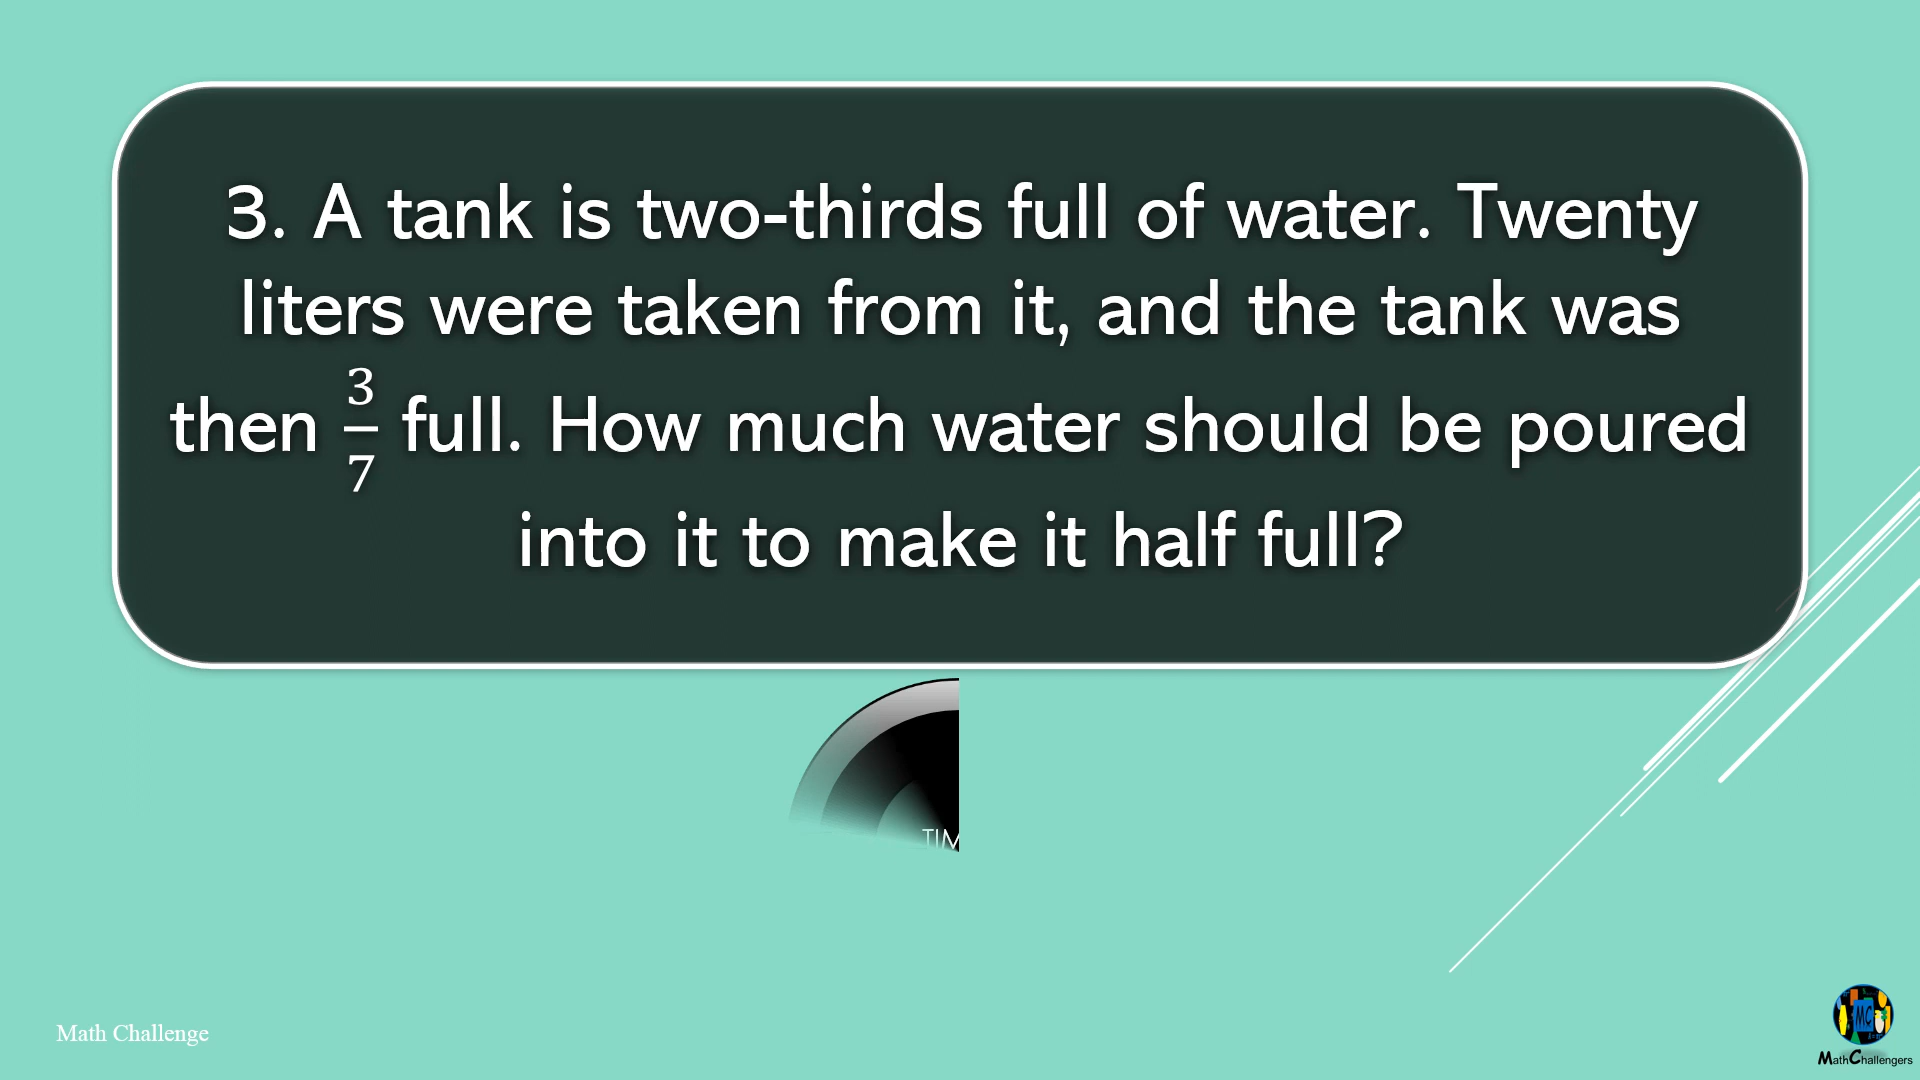 3. A tank is two-thirds full of water. Twenty
liters were taken from it, and the tank was
then 3/7 full. How much water should be poured
into it to make it half full?
TIM
Math Challenge
MC
MathChallengers